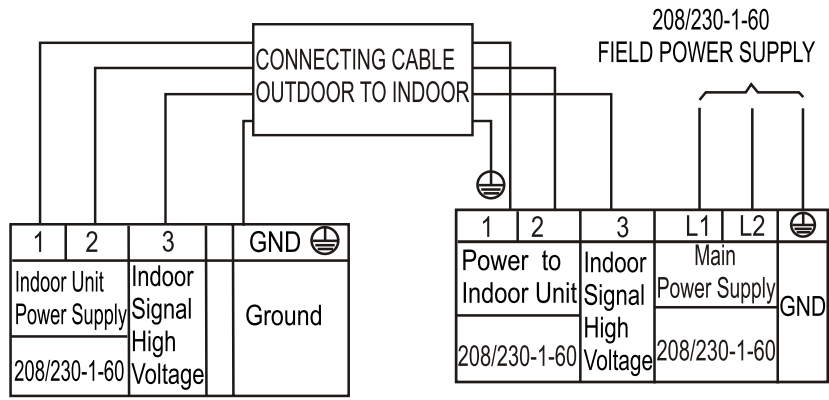 208/230-1-60
FIELD POWER SUPPLY
CONNECTING CABLE
OUTDOOR TO INDOOR
1 2 3 GND
Indoor Unit
Power Supply
208/230-1-60
Indoor
Signal
High
Voltage
Ground
1 2 3 L1 L2
Power to
Indoor Unit
208/230-1-60
Indoor
Signal
High
Voltage
Main
Power Supply
208/230-1-60
GND